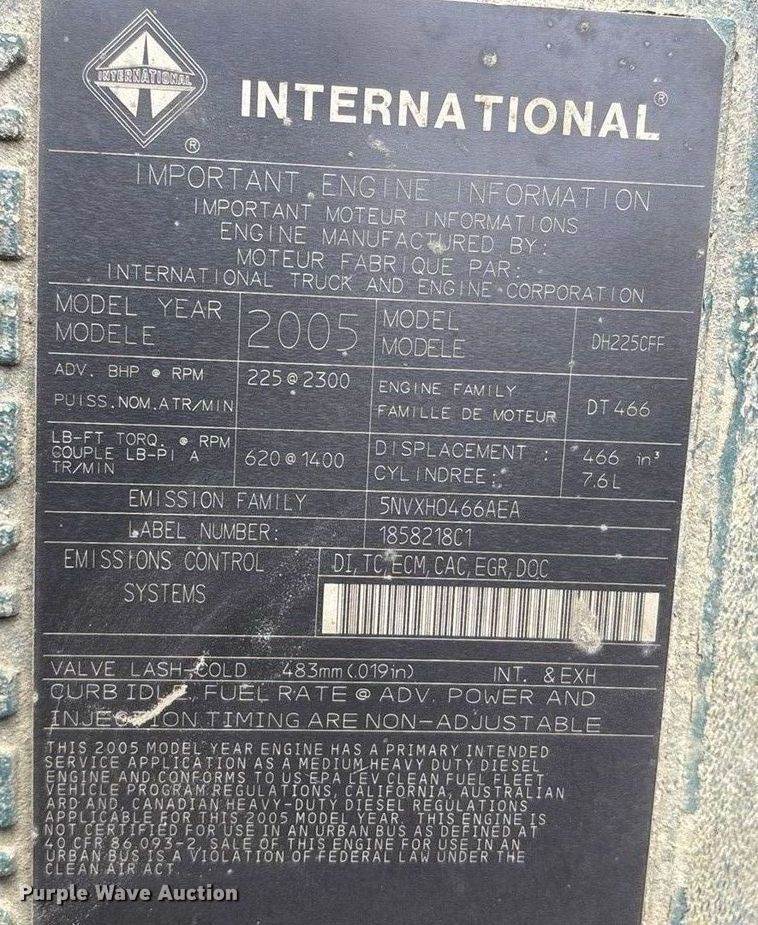 INTERNATIONAL
®
INTERNATIONAL®
IMPORTANT ENGINE INFORMATION
IMPORTANT MOTEUR INFORMATIONS
ENGINE MANUFACTURED BY:
MOTEUR FABRIQUE PAR:
INTERNATIONAL TRUCK AND ENGINE CORPORATION
MODEL YEAR
MODELE
2005
MODEL
MODELE
DH225CFF
ADV. BHP @ RPM
PUISS.NOM.ATR/MIN
225@2300
ENGINE FAMILY
FAMILLE DE MOTEUR
DT466
LB-FT TORQ. @ RPM
COUPLE LB-PI A
TR/MIN
620@1400
DISPLACEMENT :
CYLINDREE:
466 in³
7.6L
EMISSION FAMILY
5NVXH0466AEA
LABEL NUMBER:
1858218C1
EMISSIONS CONTROL
SYSTEMS
DI,TC,ECM,CAC,EGR,DOC
VALVE LASH-COLD .483mm(.019in) INT. & EXH
CURB IDLE, FUEL RATE @ ADV. POWER AND
INJECTION TIMING ARE NON-ADJUSTABLE
THIS 2005 MODEL YEAR ENGINE HAS A PRIMARY INTENDED
SERVICE APPLICATION AS A MEDIUM HEAVY DUTY DIESEL
ENGINE AND CONFORMS TO US EPA LEV CLEAN FUEL FLEET
VEHICLE PROGRAM REGULATIONS, CALIFORNIA, AUSTRALIAN
ARD AND, CANADIAN HEAVY-DUTY DIESEL REGULATIONS
APPLICABLE FOR THIS 2005 MODEL YEAR. THIS ENGINE IS
NOT CERTIFIED FOR USE IN AN URBAN BUS AS DEFINED AT
40 CFR 86.093-2, SALE OF THIS ENGINE FOR USE IN AN
URBAN BUS IS A VIOLATION OF FEDERAL LAW UNDER THE
CLEAN AIR ACT.
Purple Wave Auction